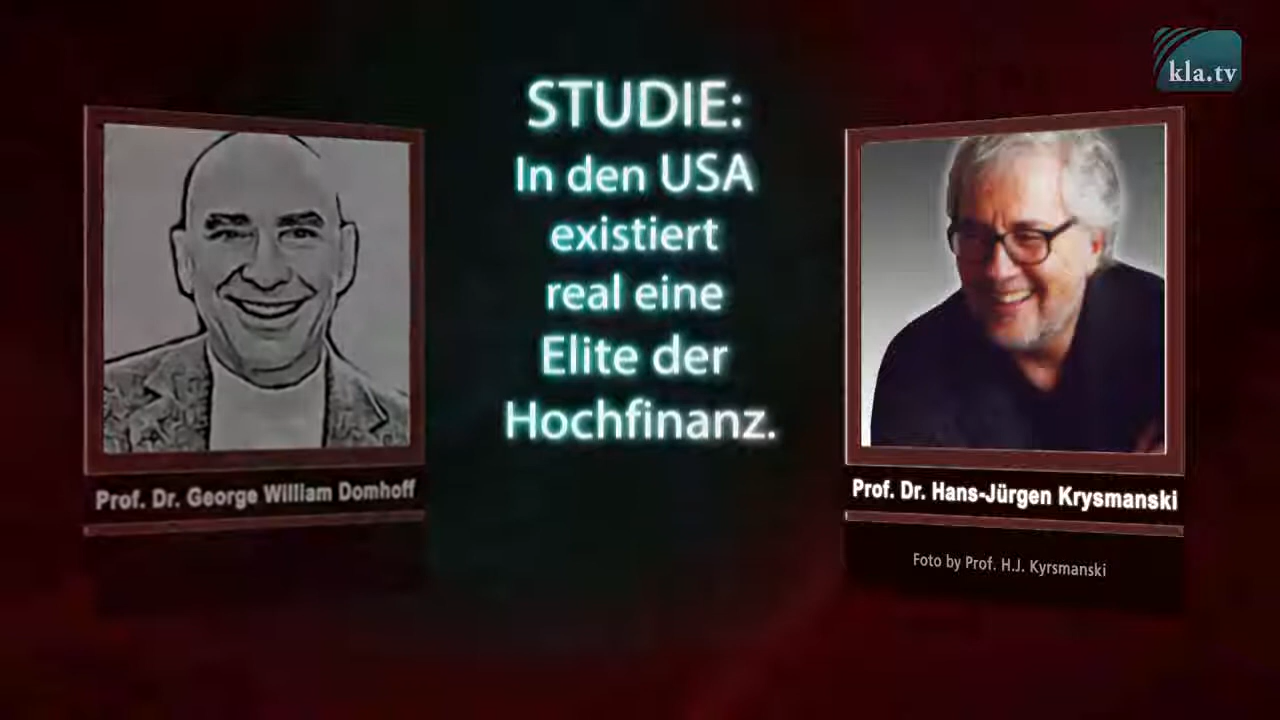 kla.tv
STUDIE:
In den USA
existiert
real eine
Elite der
Hochfinanz.
Prof. Dr. George William Domhoff
Prof. Dr. Hans-Jürgen Krysmanski
Foto by Prof. H.J. Kyrsmanski